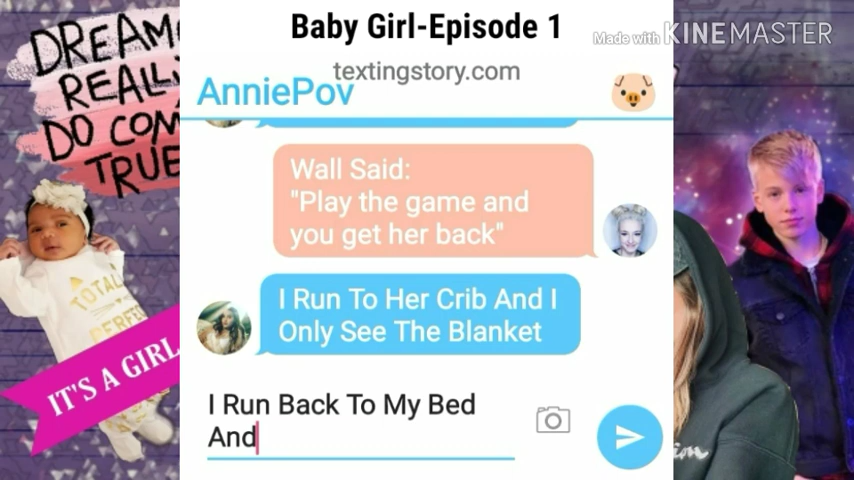 Baby Girl-Episode 1
Made with KINEMASTER
textingstory.com
AnniePov
Wall Said:
"Play the game and
you get her back"
I Run To Her Crib And I
Only See The Blanket
I Run Back To My Bed
And
DREAMS
REALLY
DO COME
TRUE
TOTALLY
PERFECT
IT'S A GIRL